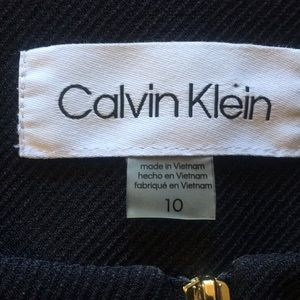 Calvin Klein
made in Vietnam
hecho en Vietnam
fabriqué en Vietnam
10